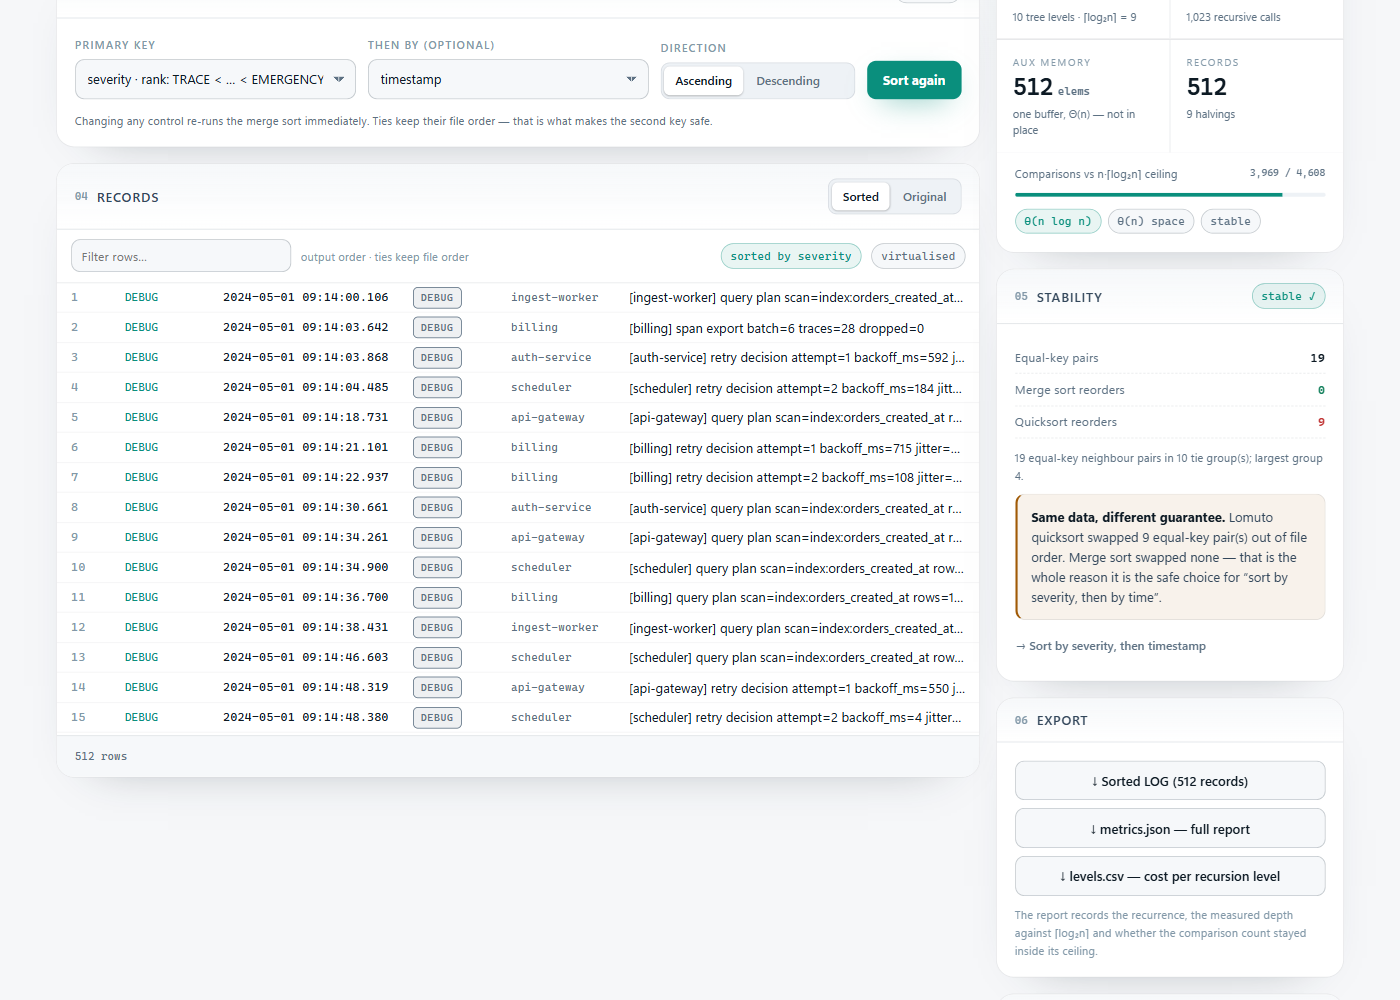 PRIMARY KEY
THEN BY (OPTIONAL)
DIRECTION
severity · rank: TRACE < … < EMERGENCY
timestamp
Ascending
Descending
Sort again
Changing any control re-runs the merge sort immediately. Ties keep their file order — that is what makes the second key safe.
04 RECORDS
Sorted
Original
Filter rows...
output order · ties keep file order
sorted by severity
virtualised
1 DEBUG 2024-05-01 09:14:00.106 DEBUG ingest-worker [ingest-worker] query plan scan=index:orders_created_at…
2 DEBUG 2024-05-01 09:14:03.642 DEBUG billing [billing] span export batch=6 traces=28 dropped=0
3 DEBUG 2024-05-01 09:14:03.868 DEBUG auth-service [auth-service] retry decision attempt=1 backoff_ms=592 j…
4 DEBUG 2024-05-01 09:14:04.485 DEBUG scheduler [scheduler] retry decision attempt=2 backoff_ms=184 jitt…
5 DEBUG 2024-05-01 09:14:18.731 DEBUG api-gateway [api-gateway] query plan scan=index:orders_created_at r…
6 DEBUG 2024-05-01 09:14:21.101 DEBUG billing [billing] retry decision attempt=1 backoff_ms=715 jitter=…
7 DEBUG 2024-05-01 09:14:22.937 DEBUG billing [billing] retry decision attempt=2 backoff_ms=108 jitter=…
8 DEBUG 2024-05-01 09:14:30.661 DEBUG auth-service [auth-service] query plan scan=index:orders_created_at r…
9 DEBUG 2024-05-01 09:14:34.261 DEBUG api-gateway [api-gateway] query plan scan=index:orders_created_at r…
10 DEBUG 2024-05-01 09:14:34.900 DEBUG scheduler [scheduler] query plan scan=index:orders_created_at row…
11 DEBUG 2024-05-01 09:14:36.700 DEBUG billing [billing] query plan scan=index:orders_created_at rows=1…
12 DEBUG 2024-05-01 09:14:38.431 DEBUG ingest-worker [ingest-worker] query plan scan=index:orders_created_at…
13 DEBUG 2024-05-01 09:14:46.603 DEBUG scheduler [scheduler] query plan scan=index:orders_created_at row…
14 DEBUG 2024-05-01 09:14:48.319 DEBUG api-gateway [api-gateway] retry decision attempt=1 backoff_ms=550 j…
15 DEBUG 2024-05-01 09:14:48.380 DEBUG scheduler [scheduler] retry decision attempt=2 backoff_ms=4 jitter…
512 rows
10 tree levels · ⌈log₂n⌉ = 9
1,023 recursive calls
AUX MEMORY
512 elems
one buffer, Θ(n) — not in
place
RECORDS
512
9 halvings
Comparisons vs n·⌈log₂n⌉ ceiling
3,969 / 4,608
Θ(n log n)
Θ(n) space
stable
05 STABILITY
stable ✓
Equal-key pairs 19
Merge sort reorders 0
Quicksort reorders 9
19 equal-key neighbour pairs in 10 tie group(s); largest group
4.
Same data, different guarantee. Lomuto
quicksort swapped 9 equal-key pair(s) out of file
order. Merge sort swapped none — that is the
whole reason it is the safe choice for “sort by
severity, then by time”.
→ Sort by severity, then timestamp
06 EXPORT
↓ Sorted LOG (512 records)
↓ metrics.json — full report
↓ levels.csv — cost per recursion level
The report records the recurrence, the measured depth
against ⌈log₂n⌉ and whether the comparison count stayed
inside its ceiling.